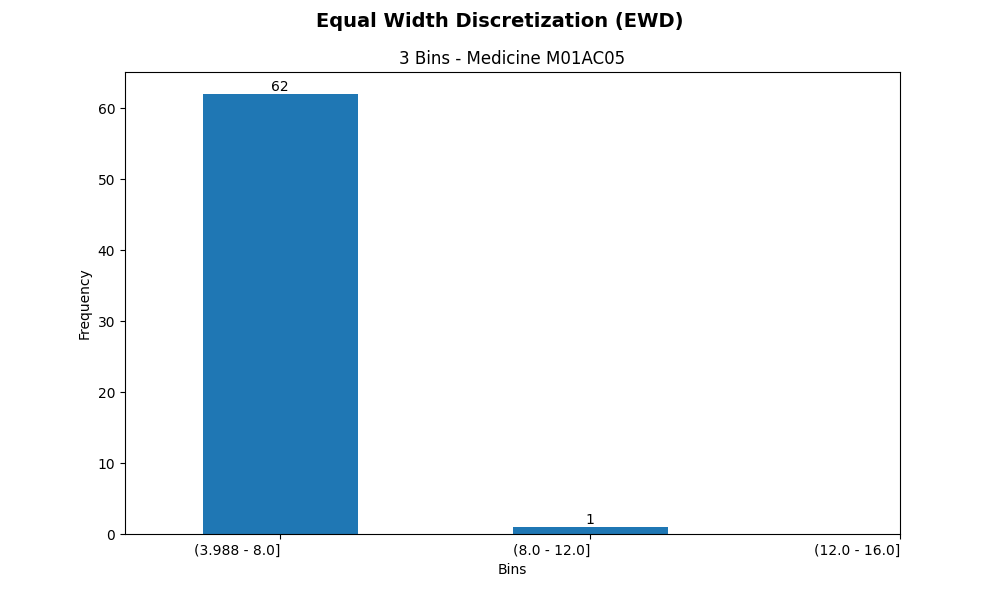 Equal Width Discretization (EWD)
3 Bins - Medicine M01AC05
62
60
50
40
30
20
10
0
Frequency
1
(3.988 - 8.0]
(8.0 - 12.0]
(12.0 - 16.0]
Bins